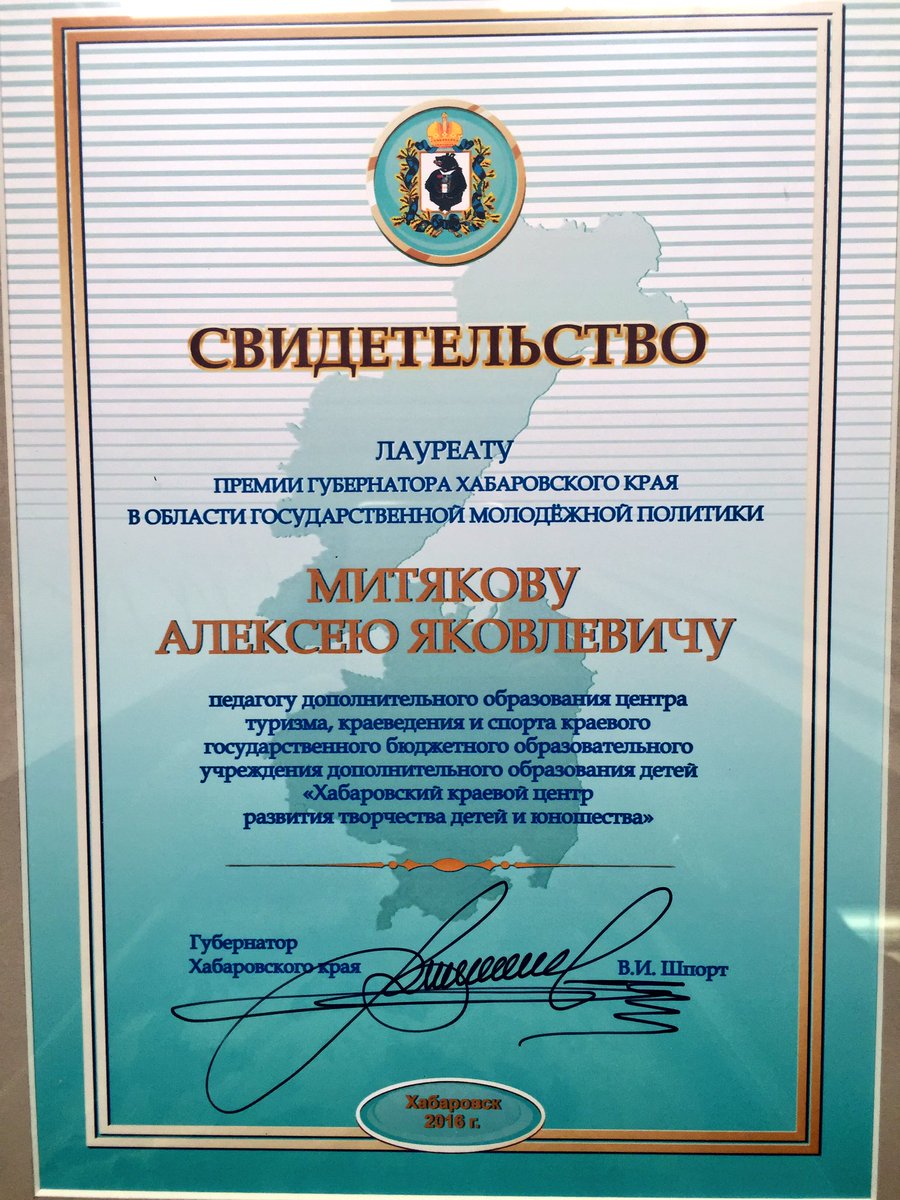 СВИДЕТЕЛЬСТВО
ЛАУРЕАТУ
ПРЕМИИ ГУБЕРНАТОРА ХАБАРОВСКОГО КРАЯ
В ОБЛАСТИ ГОСУДАРСТВЕННОЙ МОЛОДЁЖНОЙ ПОЛИТИКИ
МИТЯКОВУ
АЛЕКСЕЮ ЯКОВЛЕВИЧУ
педагогу дополнительного образования центра
туризма, краеведения и спорта краевого
государственного бюджетного образовательного
учреждения дополнительного образования детей
«Хабаровский краевой центр
развития творчества детей и юношества»
Губернатор
Хабаровского края
В.И. Шпорт
Хабаровск
2016 г.